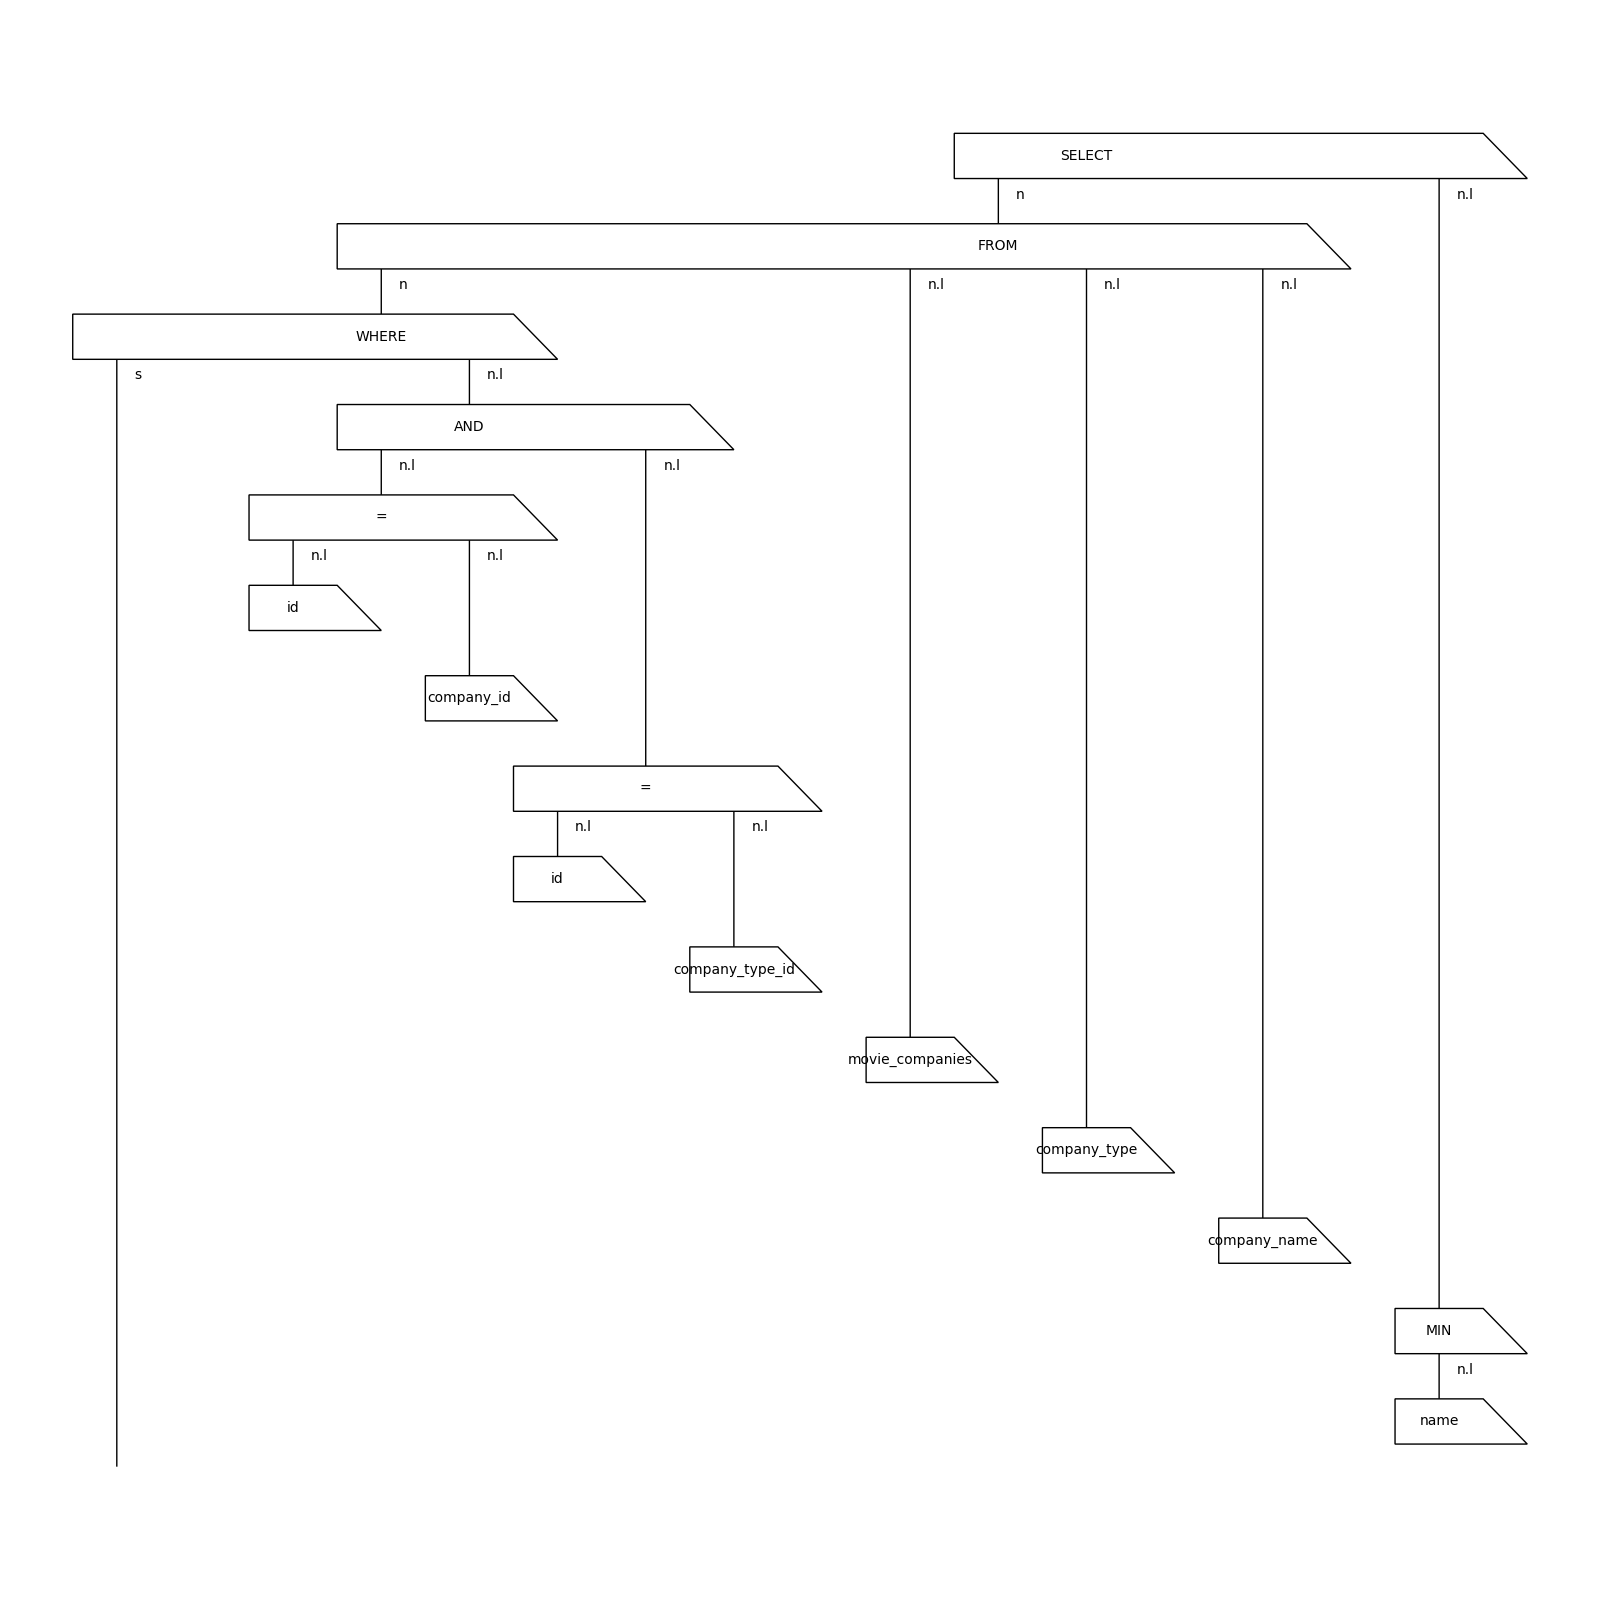 SELECT
n n.l
FROM
n n.l n.l n.l
WHERE
s n.l
AND
n.l n.l
=
n.l n.l
id
company_id
=
n.l n.l
id
company_type_id
movie_companies
company_type
company_name
MIN
n.l
name